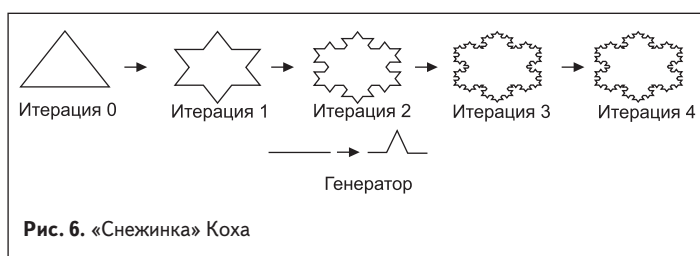 Итерация 0 Итерация 1 Итерация 2 Итерация 3 Итерация 4
Генератор
Рис. 6. «Снежинка» Коха